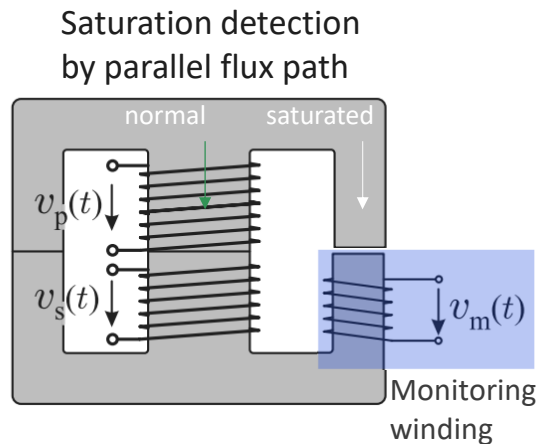 Saturation detection
by parallel flux path
normal saturated
vp(t)
vs(t)
vm(t)
Monitoring
winding